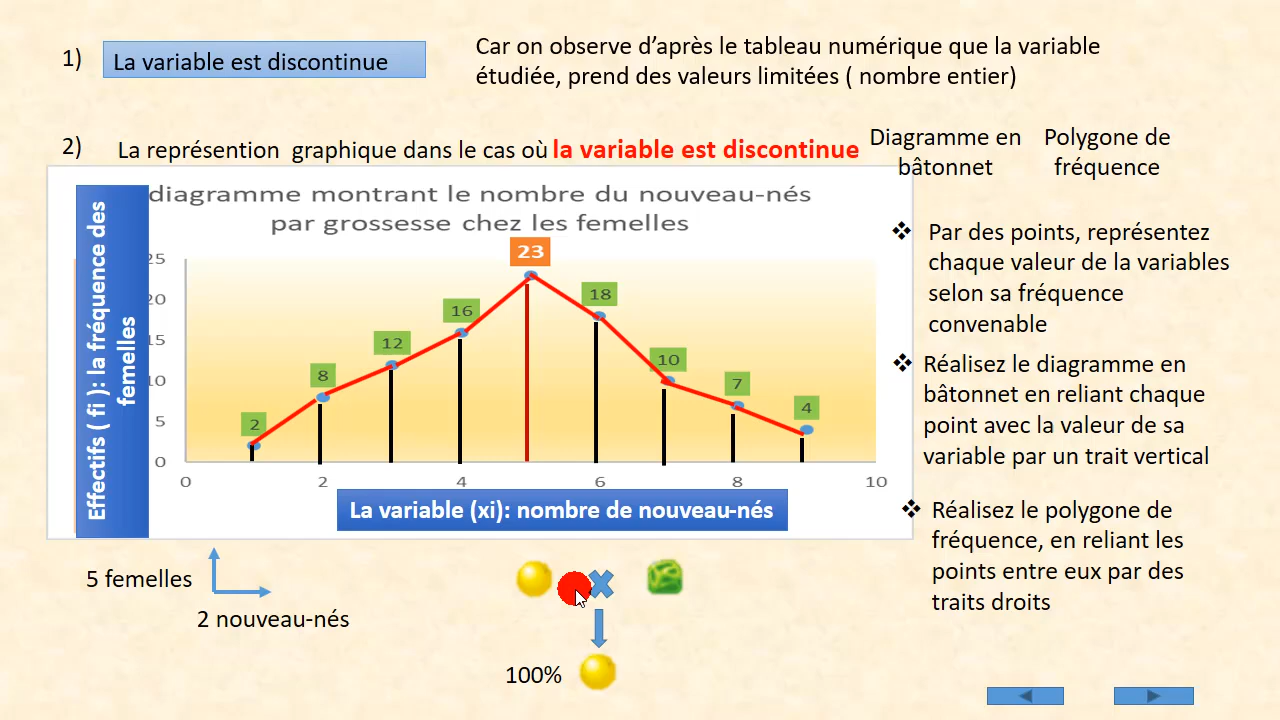 1)
La variable est discontinue
Car on observe d’après le tableau numérique que la variable
étudiée, prend des valeurs limitées ( nombre entier)
2)
La représention graphique dans le cas où la variable est discontinue
Diagramme en
bâtonnet
Polygone de
fréquence
diagramme montrant le nombre du nouveau-nés
par grossesse chez les femelles
Effectifs ( fi ): la fréquence des
femelles
25
20
15
10
5
0
2
8
12
16
23
18
10
7
4
0 2 4 6 8 10
La variable (xi): nombre de nouveau-nés
❖ Par des points, représentez
chaque valeur de la variables
selon sa fréquence
convenable
❖ Réalisez le diagramme en
bâtonnet en reliant chaque
point avec la valeur de sa
variable par un trait vertical
❖ Réalisez le polygone de
fréquence, en reliant les
points entre eux par des
traits droits
5 femelles
2 nouveau-nés
100%